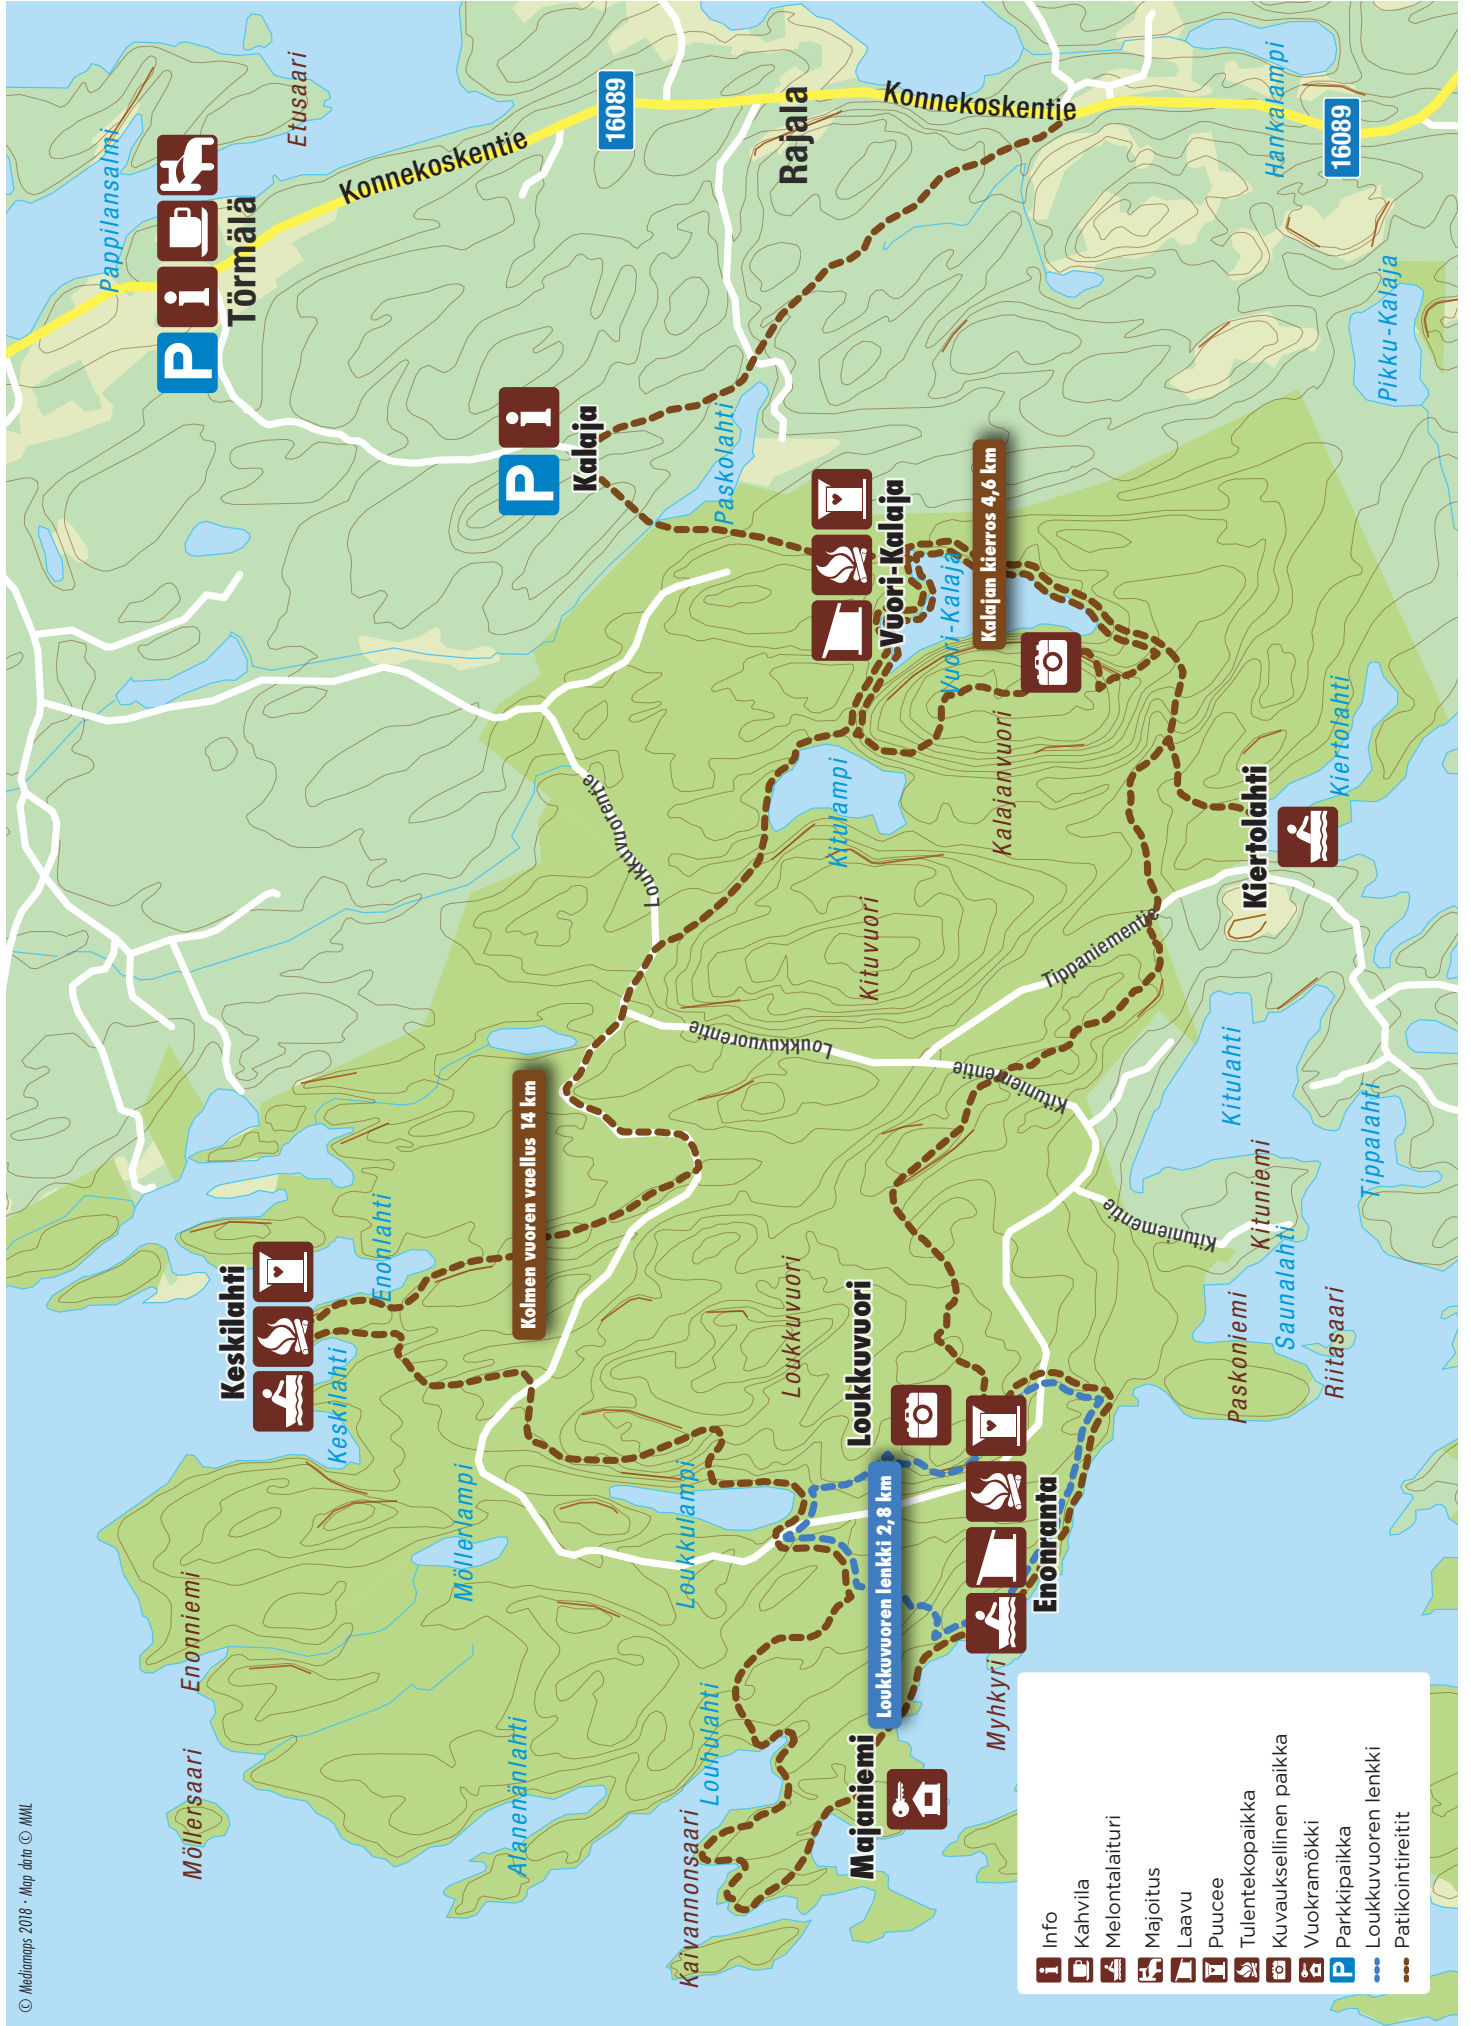 © Mediamaps 2018 · Map data © MML
Möllersaari
Enonniemi
Keskilahti
Keskilahti
Enonlahti
Möllerlampi
Alanenänlahti
Kolmen vuoren vaellus 14 km
Pappilansalmi
Etusaari
P
i
Törmälä
Konnekoskentie
16089
P
i
Kalaja
Loukkuvuorentie
Paskolahti
Rajala
Konnekoskentie
Hankalampi
16089
Pikku-Kalaja
Kaivannonsaari
Louhulahti
Loukkulampi
Loukkuvuori
Loukkuvuorentie
Kitulampi
Vuori-Kalaja
Vuori-Kalaja
Kalajan kierros 4,6 km
Majaniemi
Loukkuvuoren lenkki 2,8 km
Loukkuvuori
Kituvuori
Kalajanvuori
Myhkyri
Enonranta
Kituniementie
Tippaniementie
Kituniementie
Kiertolahti
Kiertolahti
Paskoniemi
Saunalahti
Riitasaari
Kituniemi
Kitulahti
Tippalahti
i Info
Kahvila
Melontalaituri
Majoitus
Laavu
Puucee
Tulentekopaikka
Kuvauksellinen paikka
Vuokramökki
P Parkkipaikka
Loukkuvuoren lenkki
Patikointireitit